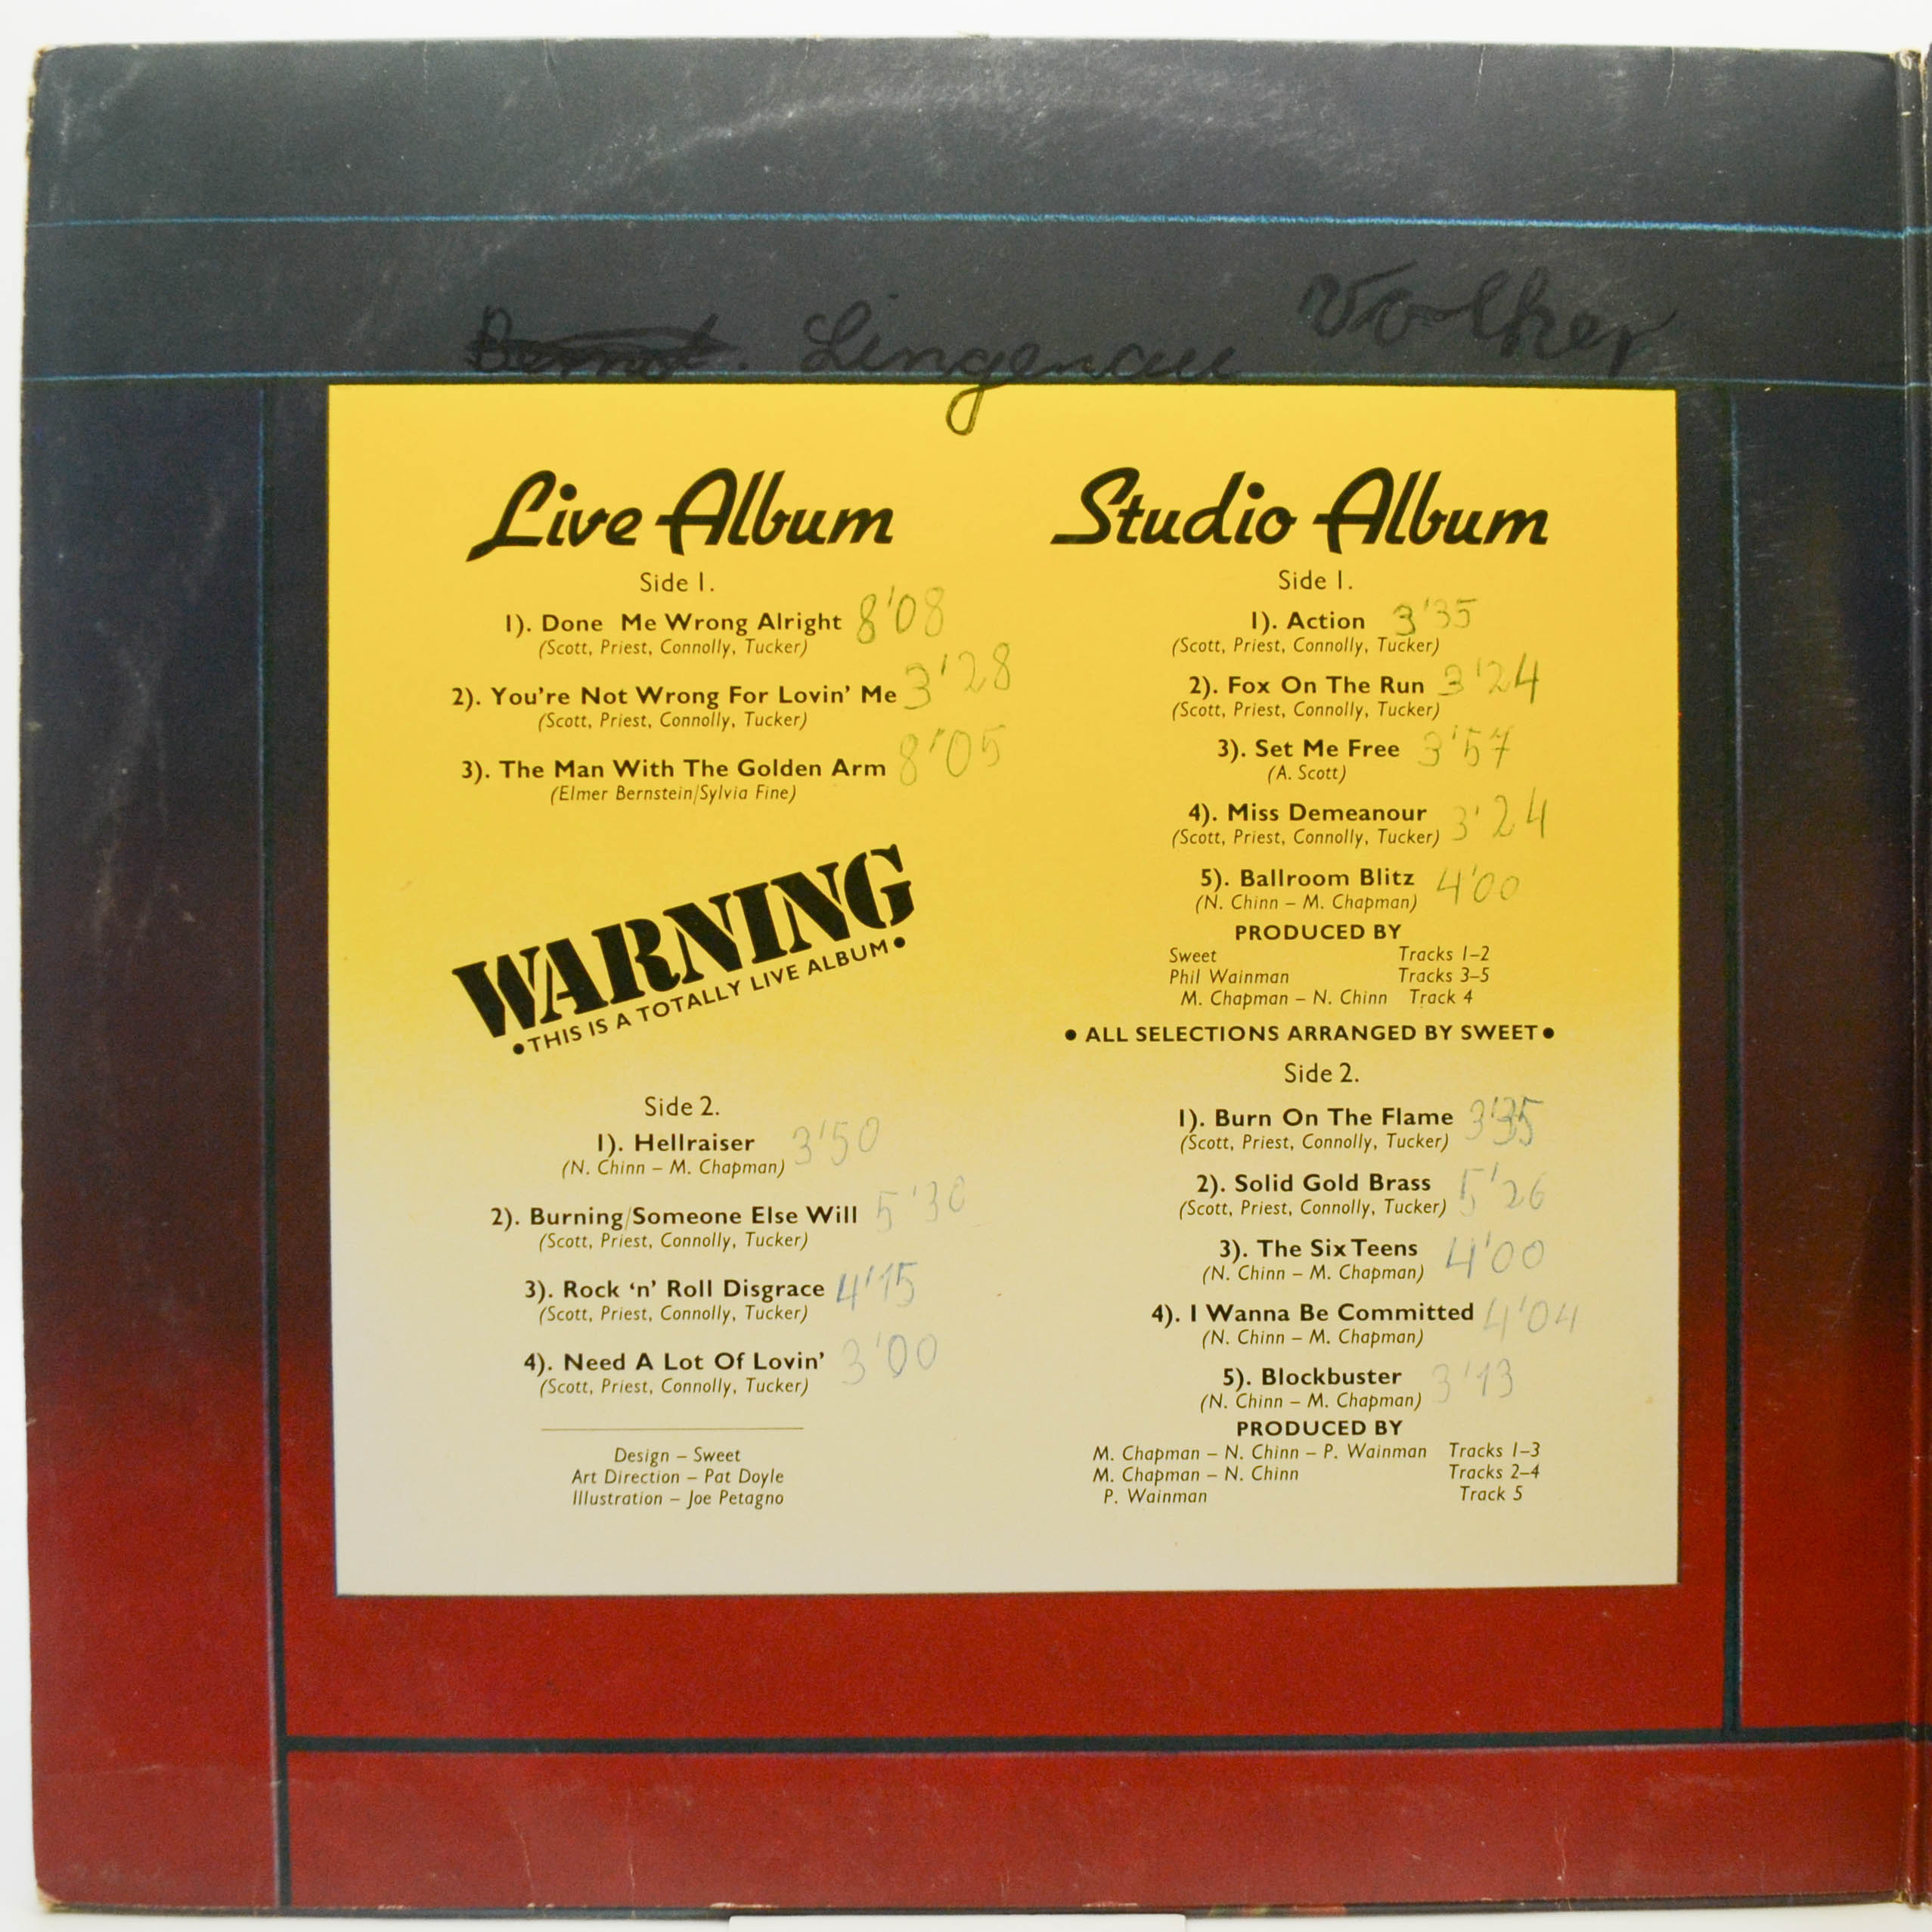 Lingenau Volker
Live Album
Side 1.
1). Done Me Wrong Alright 8'08
(Scott, Priest, Connolly, Tucker)
2). You're Not Wrong For Lovin' Me 3'28
(Scott, Priest, Connolly, Tucker)
3). The Man With The Golden Arm 8'05
(Elmer Bernstein/Sylvia Fine)
WARNING
• THIS IS A TOTALLY LIVE ALBUM •
Side 2.
1). Hellraiser 3'50
(N. Chinn – M. Chapman)
2). Burning/Someone Else Will 5'30
(Scott, Priest, Connolly, Tucker)
3). Rock 'n' Roll Disgrace 4'15
(Scott, Priest, Connolly, Tucker)
4). Need A Lot Of Lovin' 3'00
(Scott, Priest, Connolly, Tucker)
Design – Sweet
Art Direction – Pat Doyle
Illustration – Joe Petagno
Studio Album
Side 1.
1). Action 3'35
(Scott, Priest, Connolly, Tucker)
2). Fox On The Run 3'24
(Scott, Priest, Connolly, Tucker)
3). Set Me Free 3'57
(A. Scott)
4). Miss Demeanour 3'24
(Scott, Priest, Connolly, Tucker)
5). Ballroom Blitz 4'00
(N. Chinn – M. Chapman)
PRODUCED BY
Sweet Tracks 1–2
Phil Wainman Tracks 3–5
M. Chapman – N. Chinn Track 4
• ALL SELECTIONS ARRANGED BY SWEET •
Side 2.
1). Burn On The Flame 3'35
(Scott, Priest, Connolly, Tucker)
2). Solid Gold Brass 5'26
(Scott, Priest, Connolly, Tucker)
3). The Six Teens 4'00
(N. Chinn – M. Chapman)
4). I Wanna Be Committed 4'04
(N. Chinn – M. Chapman)
5). Blockbuster 3'13
(N. Chinn – M. Chapman)
PRODUCED BY
M. Chapman – N. Chinn – P. Wainman Tracks 1–3
M. Chapman – N. Chinn Tracks 2–4
P. Wainman Track 5